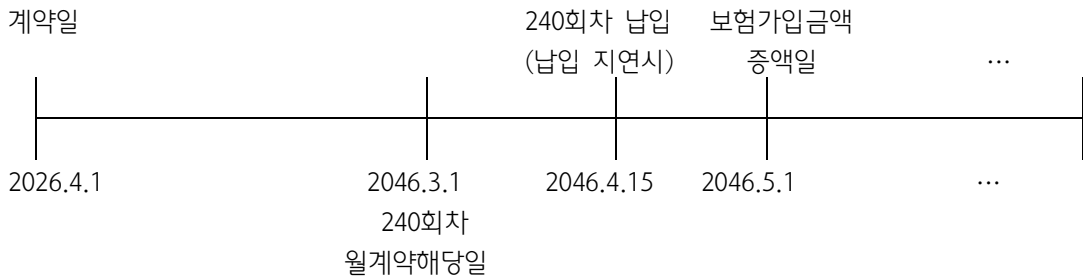 계약일
240회차 납입
(납입 지연시)
보험가입금액
증액일
…
2026.4.1
2046.3.1
240회차
월계약해당일
2046.4.15
2046.5.1
…